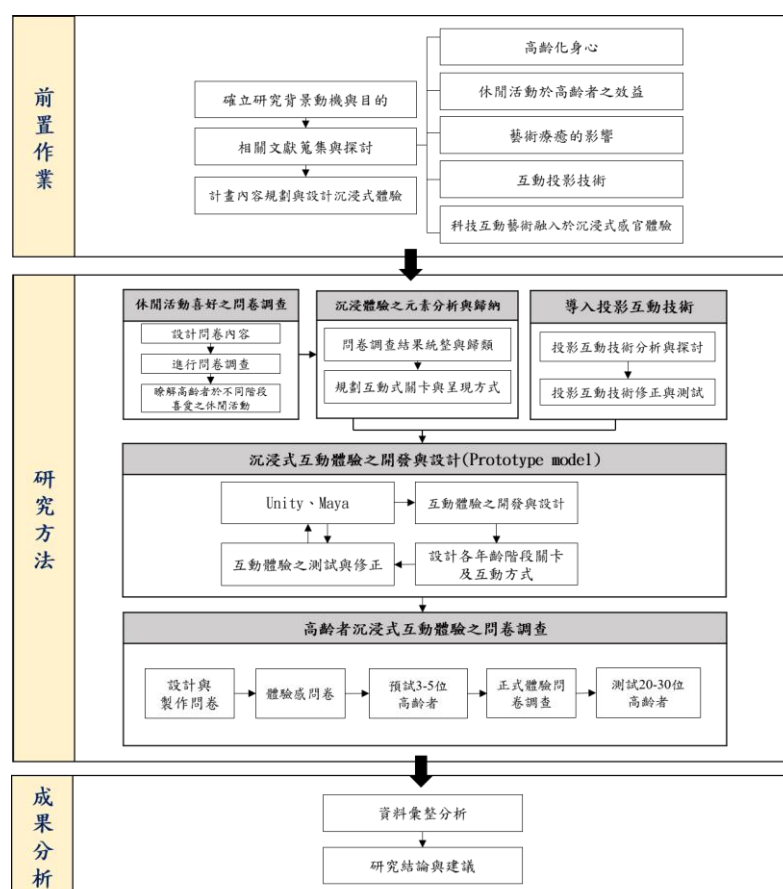 前置作業
確立研究背景動機與目的
相關文獻蒐集與探討
計畫內容規劃與設計沉浸式體驗
高齡化身心
休閒活動於高齡者之效益
藝術療癒的影響
互動投影技術
科技互動藝術融入於沉浸式感官體驗
研究方法
休閒活動喜好之問卷調查
設計問卷內容
進行問卷調查
瞭解高齡者於不同階段
喜愛之休閒活動
沉浸體驗之元素分析與歸納
問卷調查結果統整與歸類
規劃互動式關卡與呈現方式
導入投影互動技術
投影互動技術分析與探討
投影互動技術修正與測試
沉浸式互動體驗之開發與設計(Prototype model)
Unity、Maya
互動體驗之開發與設計
互動體驗之測試與修正
設計各年齡階段關卡
及互動方式
高齡者沉浸式互動體驗之問卷調查
設計與
製作問卷
體驗感問卷
預試3-5位
高齡者
正式體驗問
卷調查
測試20-30位
高齡者
成果分析
資料彙整分析
研究結論與建議